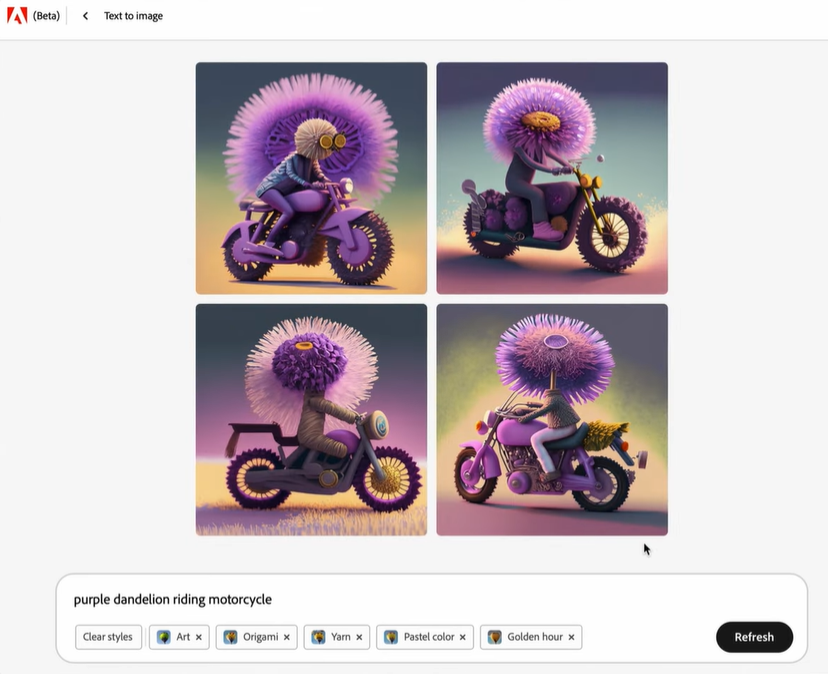 (Beta) Text to image
purple dandelion riding motorcycle
Clear styles Art × Origami × Yarn × Pastel color × Golden hour × Refresh